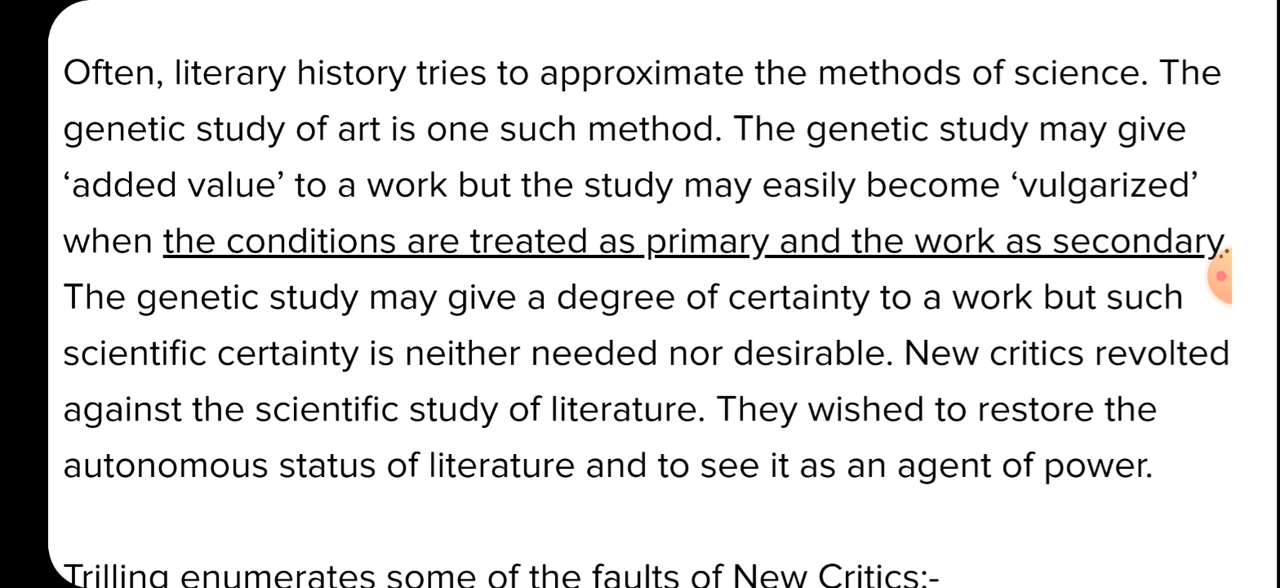 Often, literary history tries to approximate the methods of science. The
genetic study of art is one such method. The genetic study may give
‘added value’ to a work but the study may easily become ‘vulgarized’
when the conditions are treated as primary and the work as secondary.
The genetic study may give a degree of certainty to a work but such
scientific certainty is neither needed nor desirable. New critics revolted
against the scientific study of literature. They wished to restore the
autonomous status of literature and to see it as an agent of power.
Trilling enumerates some of the faults of New Critics:-